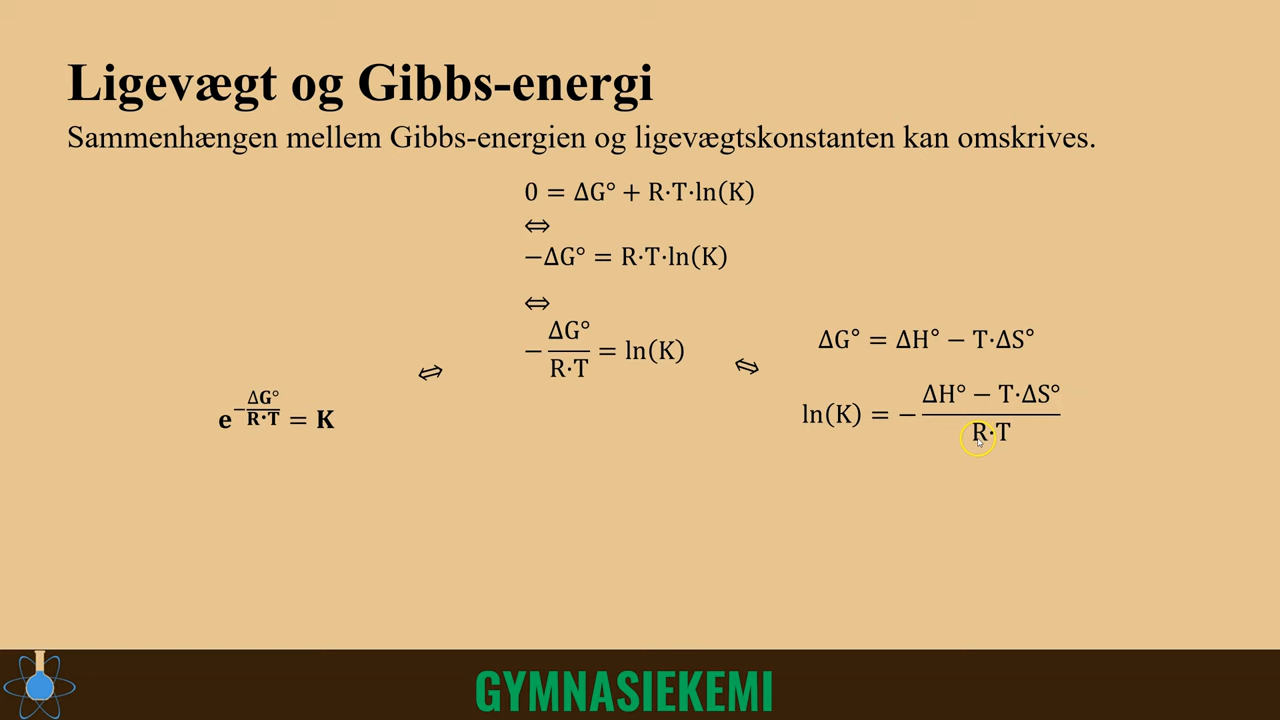 Ligevægt og Gibbs-energi
Sammenhængen mellem Gibbs-energien og ligevægtskonstanten kan omskrives.
0 = ΔG° + R·T·ln(K)
⇔
−ΔG° = R·T·ln(K)
⇔
−ΔG°/(R·T) = ln(K)
⇔
e^(−ΔG°/(R·T)) = K
⇔
ΔG° = ΔH° − T·ΔS°
ln(K) = −(ΔH° − T·ΔS°)/(R·T)
GYMNASIEKEMI